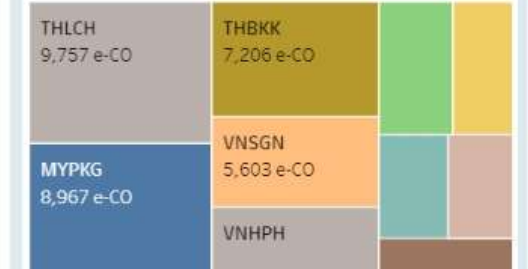 THLCH
9,757 e-CO
MYPKG
8,967 e-CO
THBKK
7,206 e-CO
VNSGN
5,603 e-CO
VNHPH